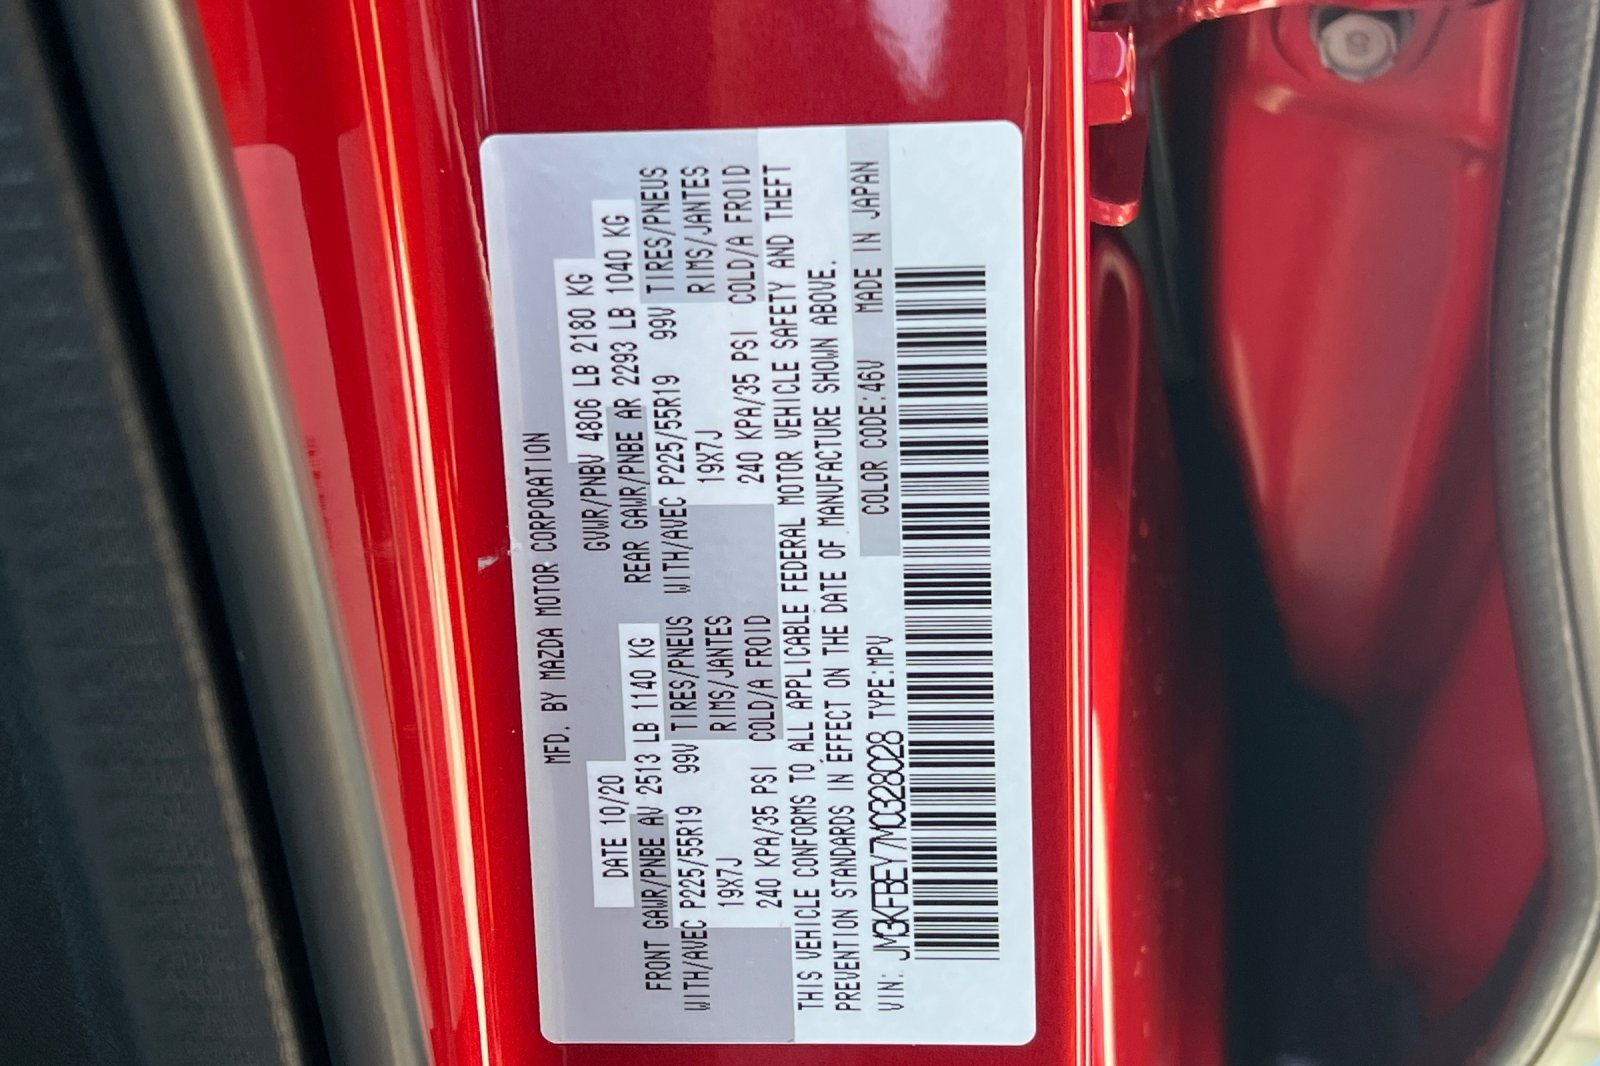 MFD. BY MAZDA MOTOR CORPORATION
DATE 10/20 GVWR/PNBV 4806 LB 2180 KG
FRONT GAWR/PNBE AV 2513 LB 1140 KG REAR GAWR/PNBE AR 2293 LB 1040 KG
WITH/AVEC P225/55R19 99V TIRES/PNEUS WITH/AVEC P225/55R19 99V TIRES/PNEUS
19X7J RIMS/JANTES 19X7J RIMS/JANTES
240 KPA/35 PSI COLD/A FROID 240 KPA/35 PSI COLD/A FROID
THIS VEHICLE CONFORMS TO ALL APPLICABLE FEDERAL MOTOR VEHICLE SAFETY AND THEFT
PREVENTION STANDARDS IN EFFECT ON THE DATE OF MANUFACTURE SHOWN ABOVE.
VIN: JM3KFBEY7M0328028 TYPE:MPV COLOR CODE:46V MADE IN JAPAN